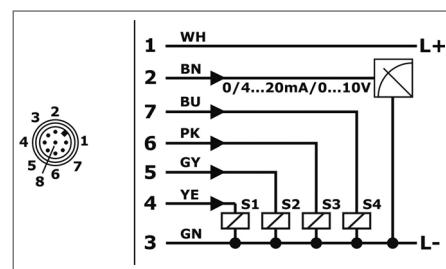 3 2
4 1
5 6 7
8
1 WH L+
2 BN
0/4...20mA/0...10V
7 BU
6 PK
5 GY
4 YE S1 S2 S3 S4
3 GN L-